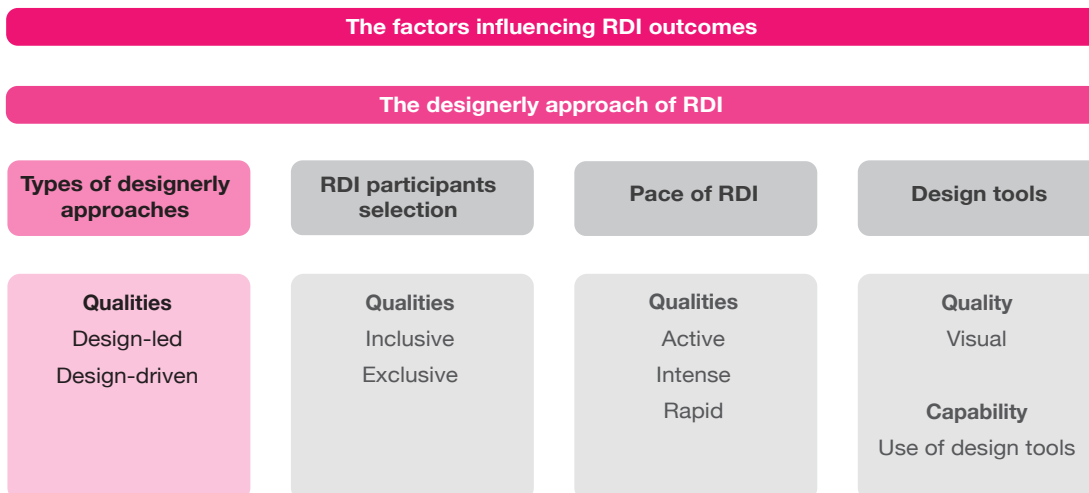 The factors influencing RDI outcomes
The designerly approach of RDI
Types of designerly
approaches
Qualities
Design-led
Design-driven
RDI participants
selection
Qualities
Inclusive
Exclusive
Pace of RDI
Qualities
Active
Intense
Rapid
Design tools
Quality
Visual
Capability
Use of design tools